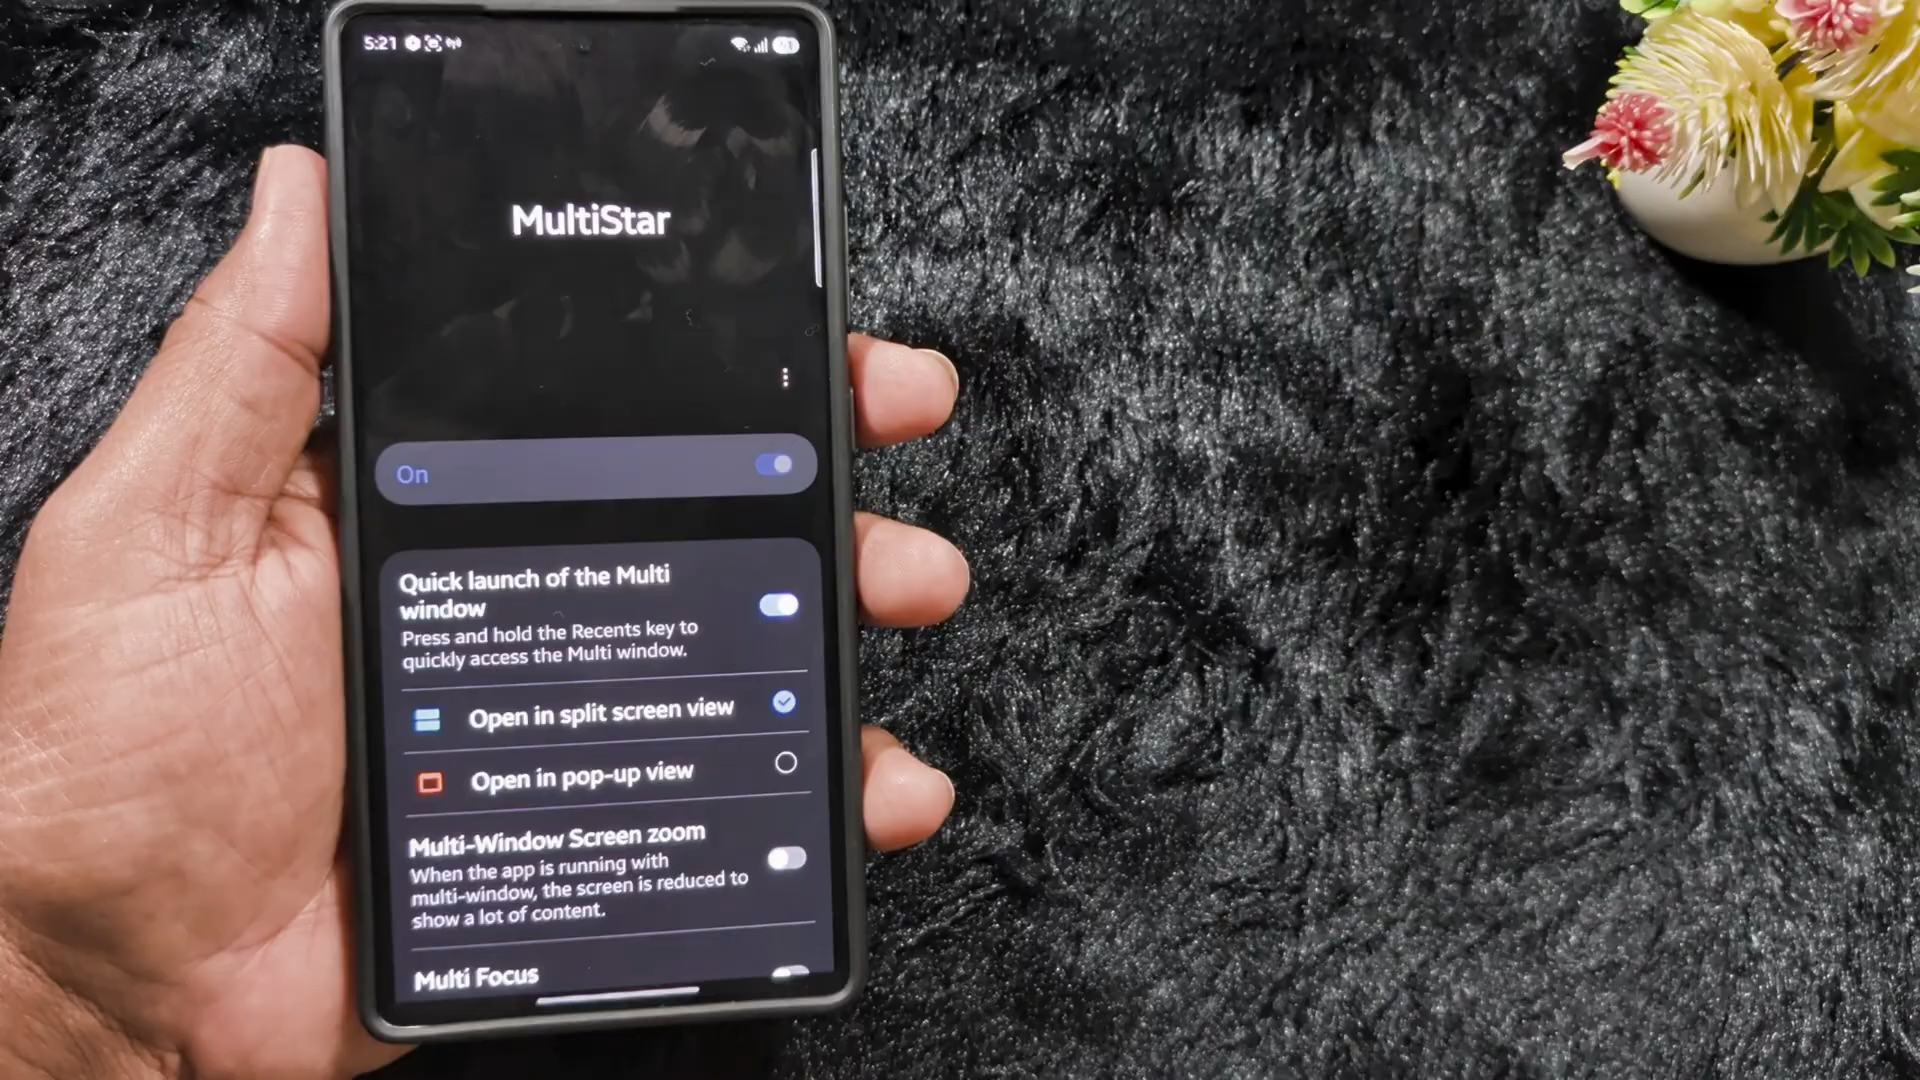 5:21
MultiStar
On
Quick launch of the Multi
window
Press and hold the Recents key to
quickly access the Multi window.
Open in split screen view
Open in pop-up view
Multi-Window Screen zoom
When the app is running with
multi-window, the screen is reduced to
show a lot of content.
Multi Focus